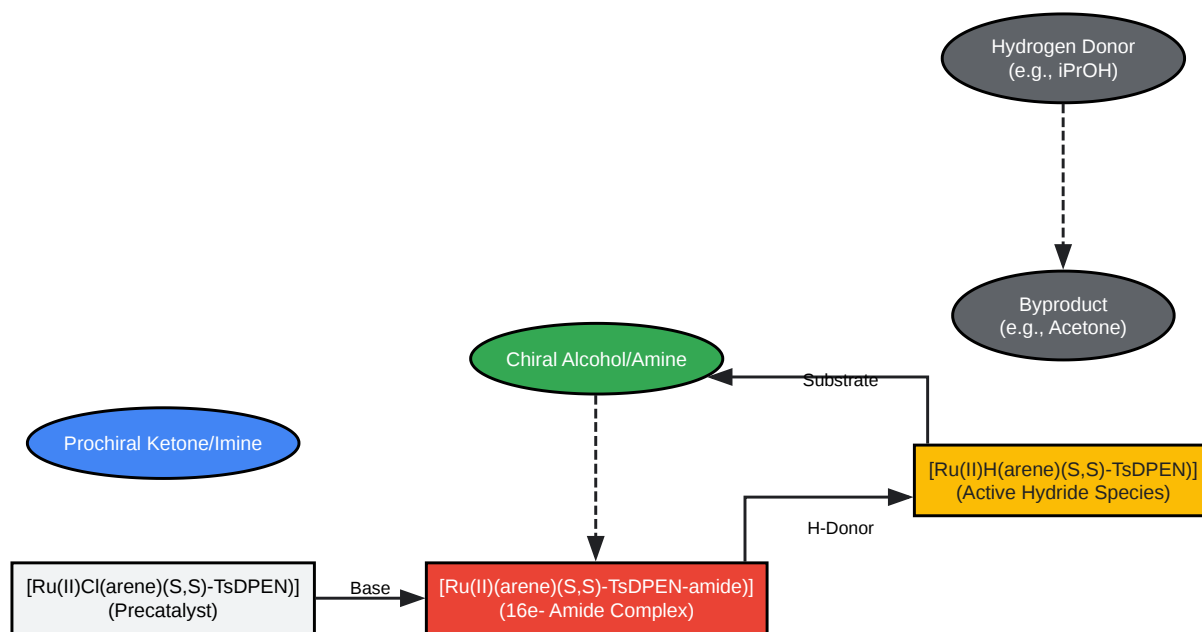 Hydrogen Donor
(e.g., iPrOH)
Byproduct
(e.g., Acetone)
Chiral Alcohol/Amine
Substrate
Prochiral Ketone/Imine
[Ru(II)H(arene)(S,S)-TsDPEN)]
(Active Hydride Species)
H-Donor
[Ru(II)Cl(arene)(S,S)-TsDPEN)]
(Precatalyst)
Base
[Ru(II)(arene)(S,S)-TsDPEN-amide)]
(16e- Amide Complex)